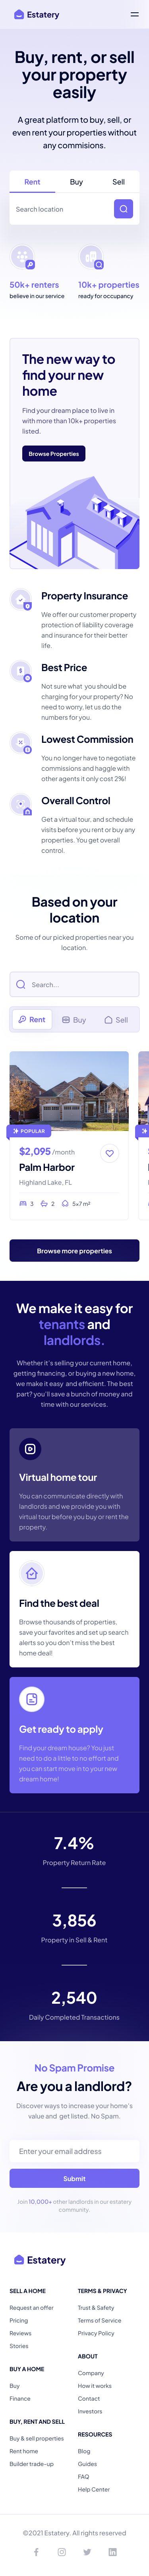 Estatery
Buy, rent, or sell
your property
easily
A great platform to buy, sell, or
even rent your properties without
any commisions.
Rent
Buy
Sell
Search location
50k+ renters
believe in our service
10k+ properties
ready for occupancy
The new way to
find your new
home
Find you dream place to live in
with more than 10k+ properties
listed.
Browse Properties
Property Insurance
We offer our customer property
protection of liability coverage
and insurance for their better
life.
Best Price
Not sure what you should be
charging for your property? No
need to worry, let us do the
numbers for you.
Lowest Commission
You no longer have to negotiate
commissions and haggle with
other agents it only cost 2%!
Overall Control
Get a virtual tour, and schedule
visits before you rent or buy any
properties. You get overall
control.
Based on your
location
Some of our picked properties near you
location.
Search...
Rent
Buy
Sell
POPULAR
$2,095/month
Palm Harbor
Highland Lake, FL
3
2
5x7 m²
Browse more properties
We make it easy for
tenants and
landlords.
Whether it's selling your current home,
getting financing, or buying a new home,
we make it easy and efficient. The best
part? you'll save a bunch of money and
time with our services.
Virtual home tour
You can communicate directly with
landlords and we provide you with
virtual tour before you buy or rent the
property.
Find the best deal
Browse thousands of properties,
save your favorites and set up search
alerts so you don't miss the best
home deal!
Get ready to apply
Find your dream house? You just
need to do a little to no effort and
you can start move in to your new
dream home!
7.4%
Property Return Rate
3,856
Property in Sell & Rent
2,540
Daily Completed Transactions
No Spam Promise
Are you a landlord?
Discover ways to increase your home's
value and get listed. No Spam.
Enter your email address
Submit
Join 10,000+ other landlords in our estatery
community.
Estatery
SELL A HOME
Request an offer
Pricing
Reviews
Stories
BUY A HOME
Buy
Finance
BUY, RENT AND SELL
Buy & sell properties
Rent home
Builder trade-up
TERMS & PRIVACY
Trust & Safety
Terms of Service
Privacy Policy
ABOUT
Company
How it works
Contact
Investors
RESOURCES
Blog
Guides
FAQ
Help Center
©2021 Estatery. All rights reserved